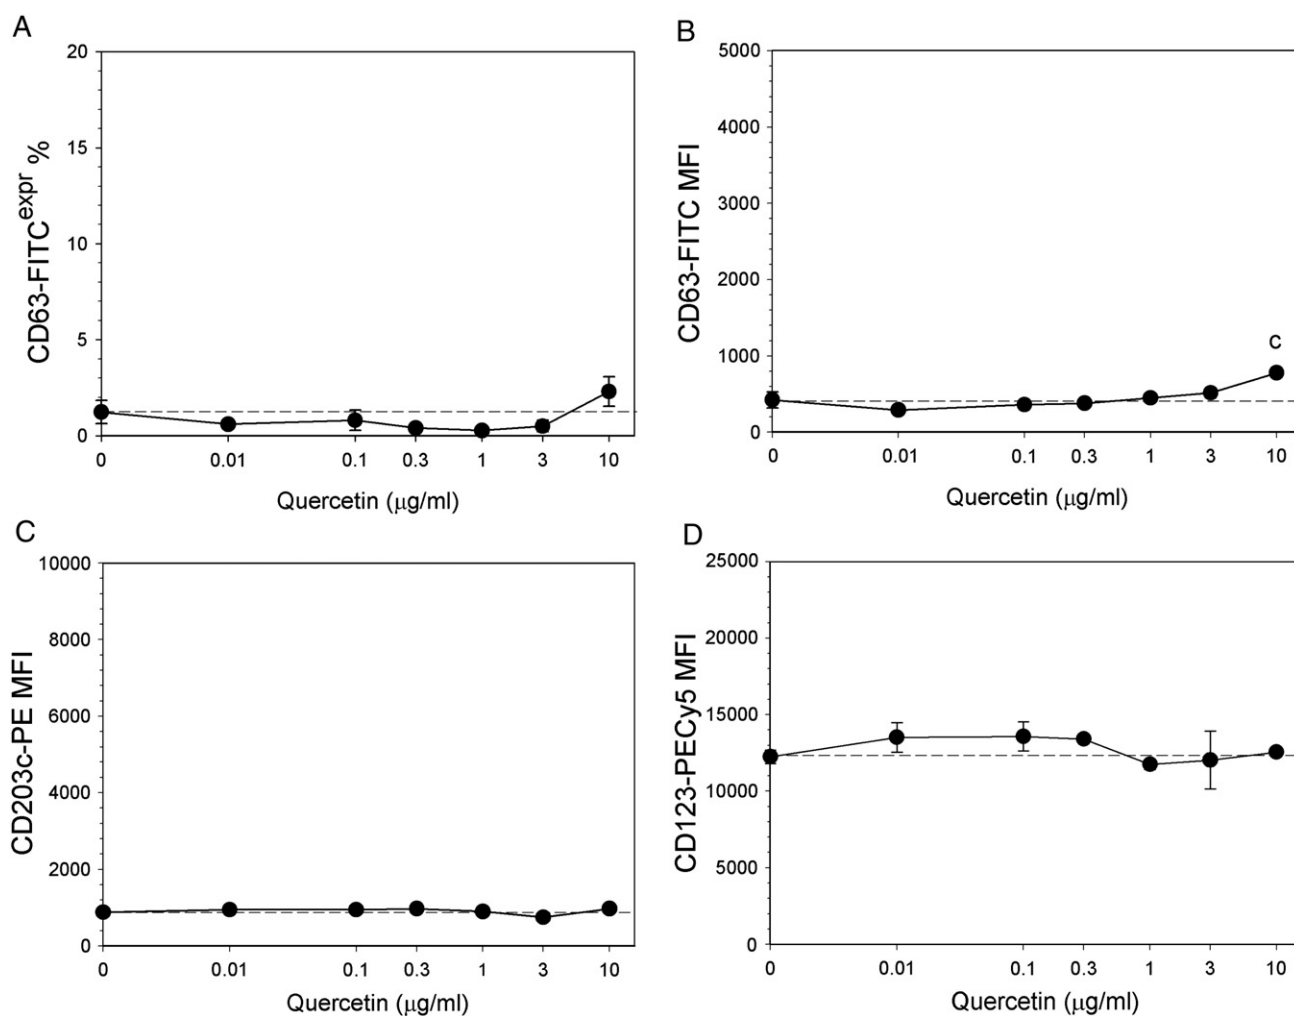 A
20
15
10
5
0
CD63-FITCexpr %
0 0.01 0.1 0.3 1 3 10
Quercetin (μg/ml)
B
5000
4000
3000
2000
1000
0
CD63-FITC MFI
C
0 0.01 0.1 0.3 1 3 10
Quercetin (μg/ml)
C
10000
8000
6000
4000
2000
0
CD203c-PE MFI
0 0.01 0.1 0.3 1 3 10
Quercetin (μg/ml)
D
25000
20000
15000
10000
5000
0
CD123-PECy5 MFI
0 0.01 0.1 0.3 1 3 10
Quercetin (μg/ml)